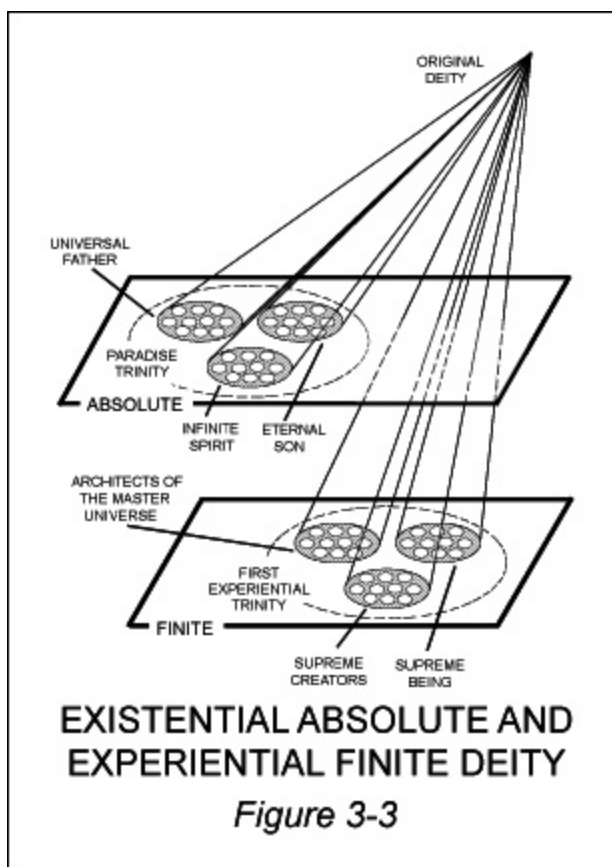 ORIGINAL
DEITY
UNIVERSAL
FATHER
PARADISE
TRINITY
ABSOLUTE
INFINITE
SPIRIT
ETERNAL
SON
ARCHITECTS OF
THE MASTER
UNIVERSE
FIRST
EXPERIENTIAL
TRINITY
FINITE
SUPREME
CREATORS
SUPREME
BEING
EXISTENTIAL ABSOLUTE AND
EXPERIENTIAL FINITE DEITY
Figure 3-3